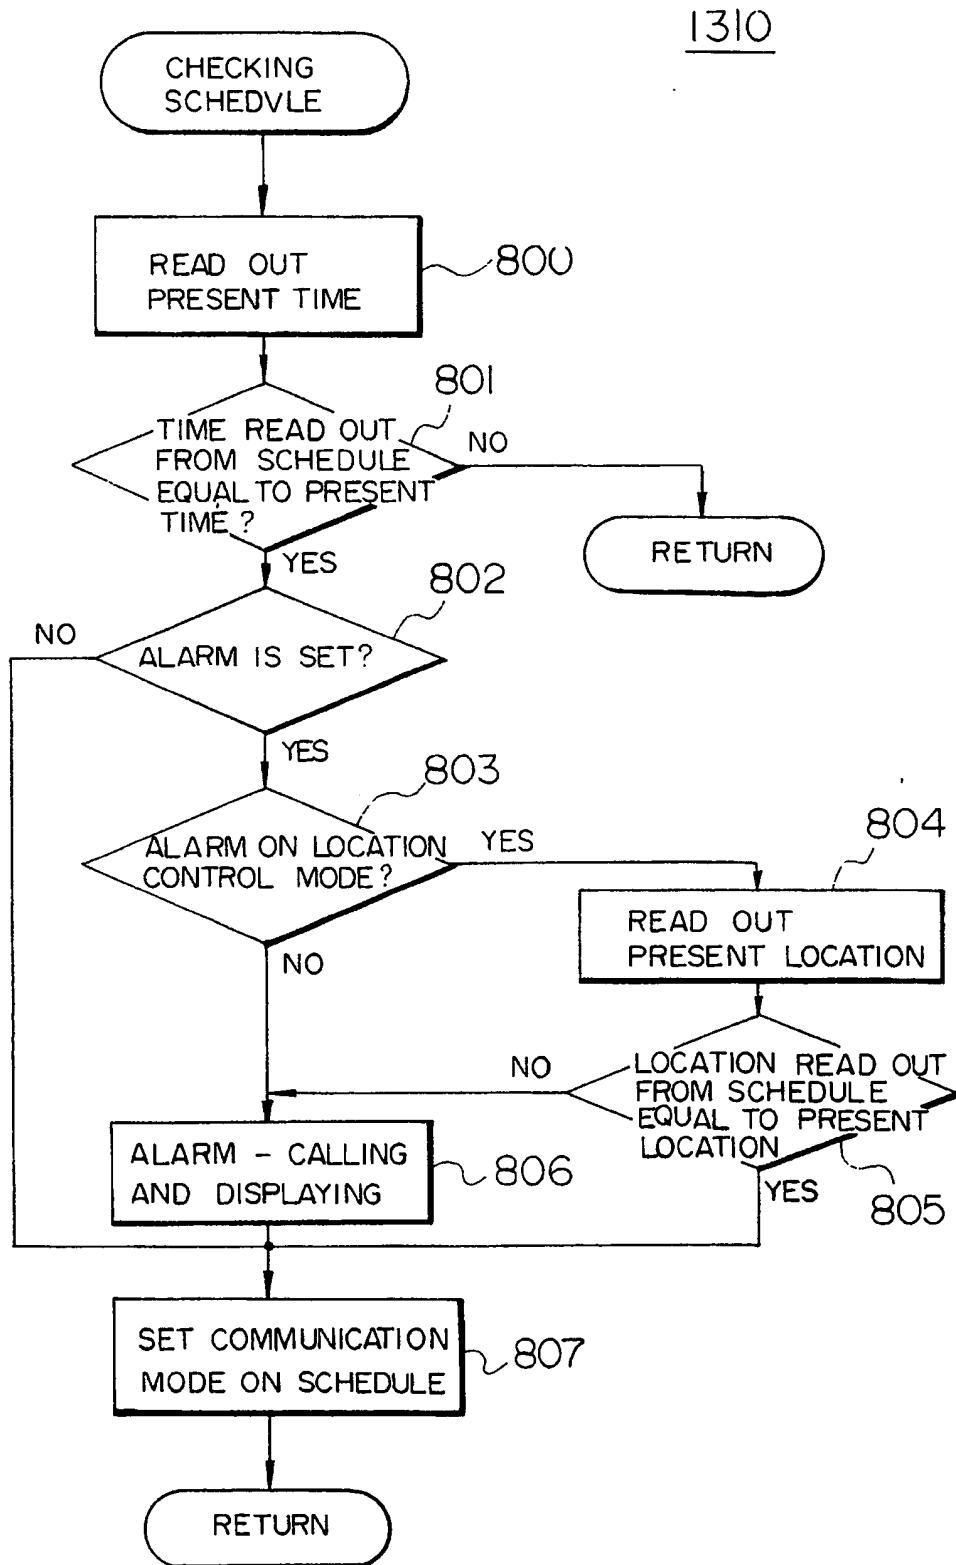 1310
CHECKING
SCHEDVLE
READ OUT
PRESENT TIME
800
801
TIME READ OUT
FROM SCHEDULE
EQUAL TO PRESENT
TIME?
NO
RETURN
YES
802
NO
ALARM IS SET?
YES
803
ALARM ON LOCATION
CONTROL MODE?
YES
804
READ OUT
PRESENT LOCATION
NO
NO
LOCATION READ OUT
FROM SCHEDULE
EQUAL TO PRESENT
LOCATION
YES
805
ALARM - CALLING
AND DISPLAYING
806
SET COMMUNICATION
MODE ON SCHEDULE
807
RETURN